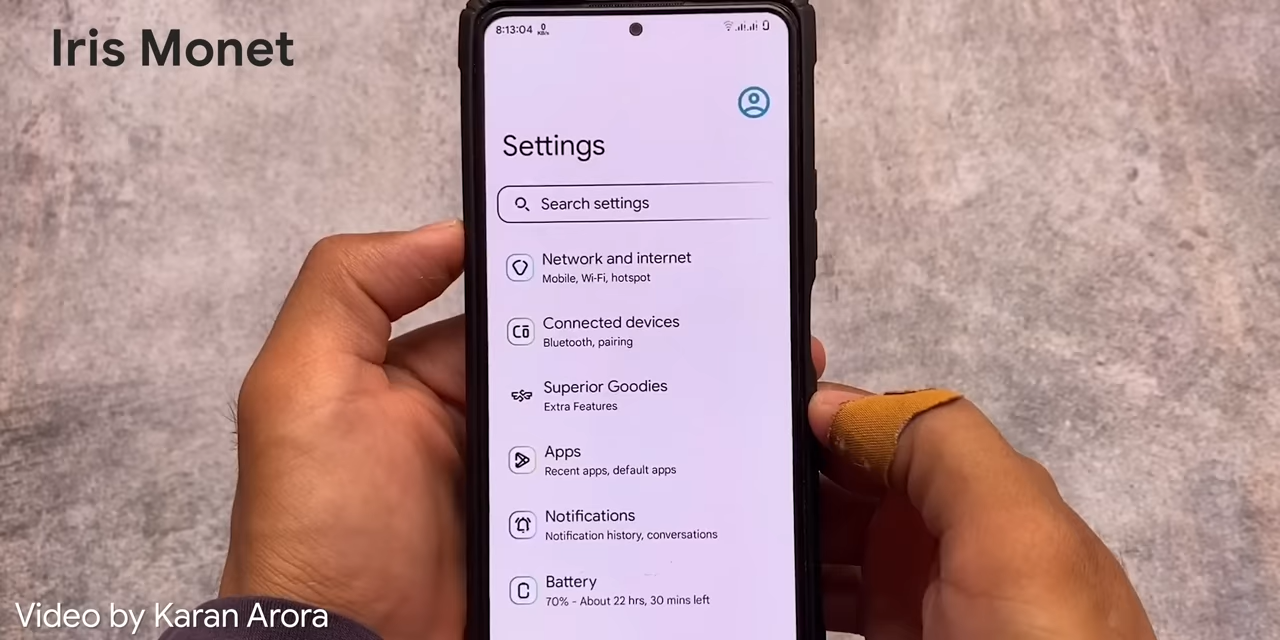 Iris Monet
8:13:04 0 KB/s
Settings
Search settings
Network and internet
Mobile, Wi-Fi, hotspot
Connected devices
Bluetooth, pairing
Superior Goodies
Extra Features
Apps
Recent apps, default apps
Notifications
Notification history, conversations
Battery
70% - About 22 hrs, 30 mins left
Video by Karan Arora